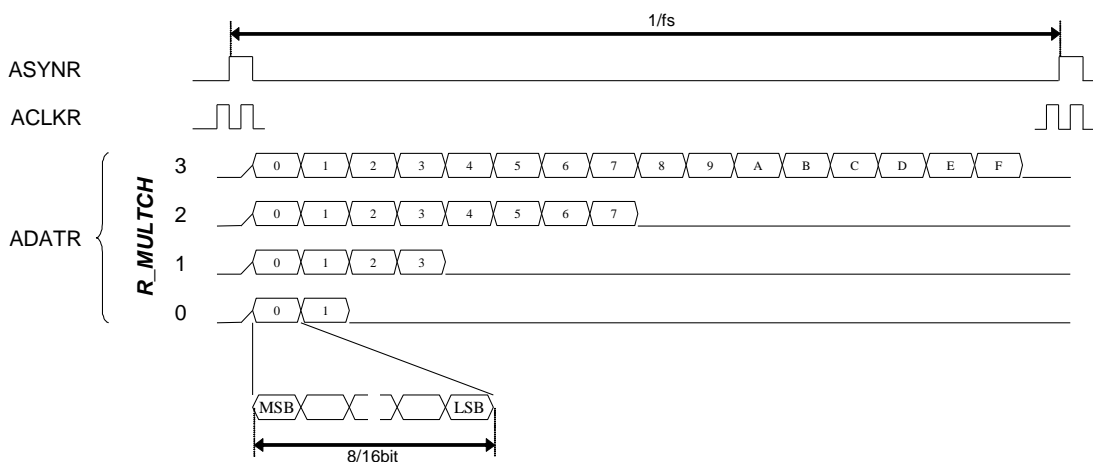 1/fs
ASYNR
ACLKR
ADATR
R_MULTCH
3
0 1 2 3 4 5 6 7 8 9 A B C D E F
2
0 1 2 3 4 5 6 7
1
0 1 2 3
0
0 1
MSB LSB
8/16bit